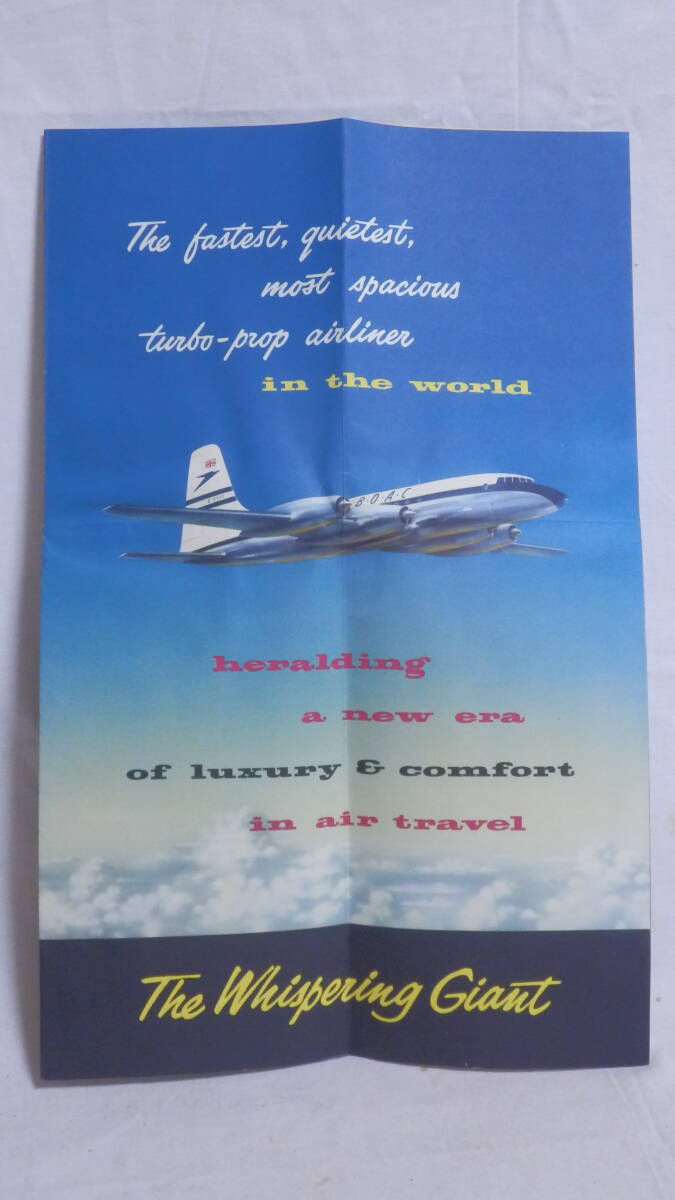 The fastest, quietest,
most spacious
turbo-prop airliner
in the world
B·O·A·C
heralding
a new era
of luxury & comfort
in air travel
The Whispering Giant